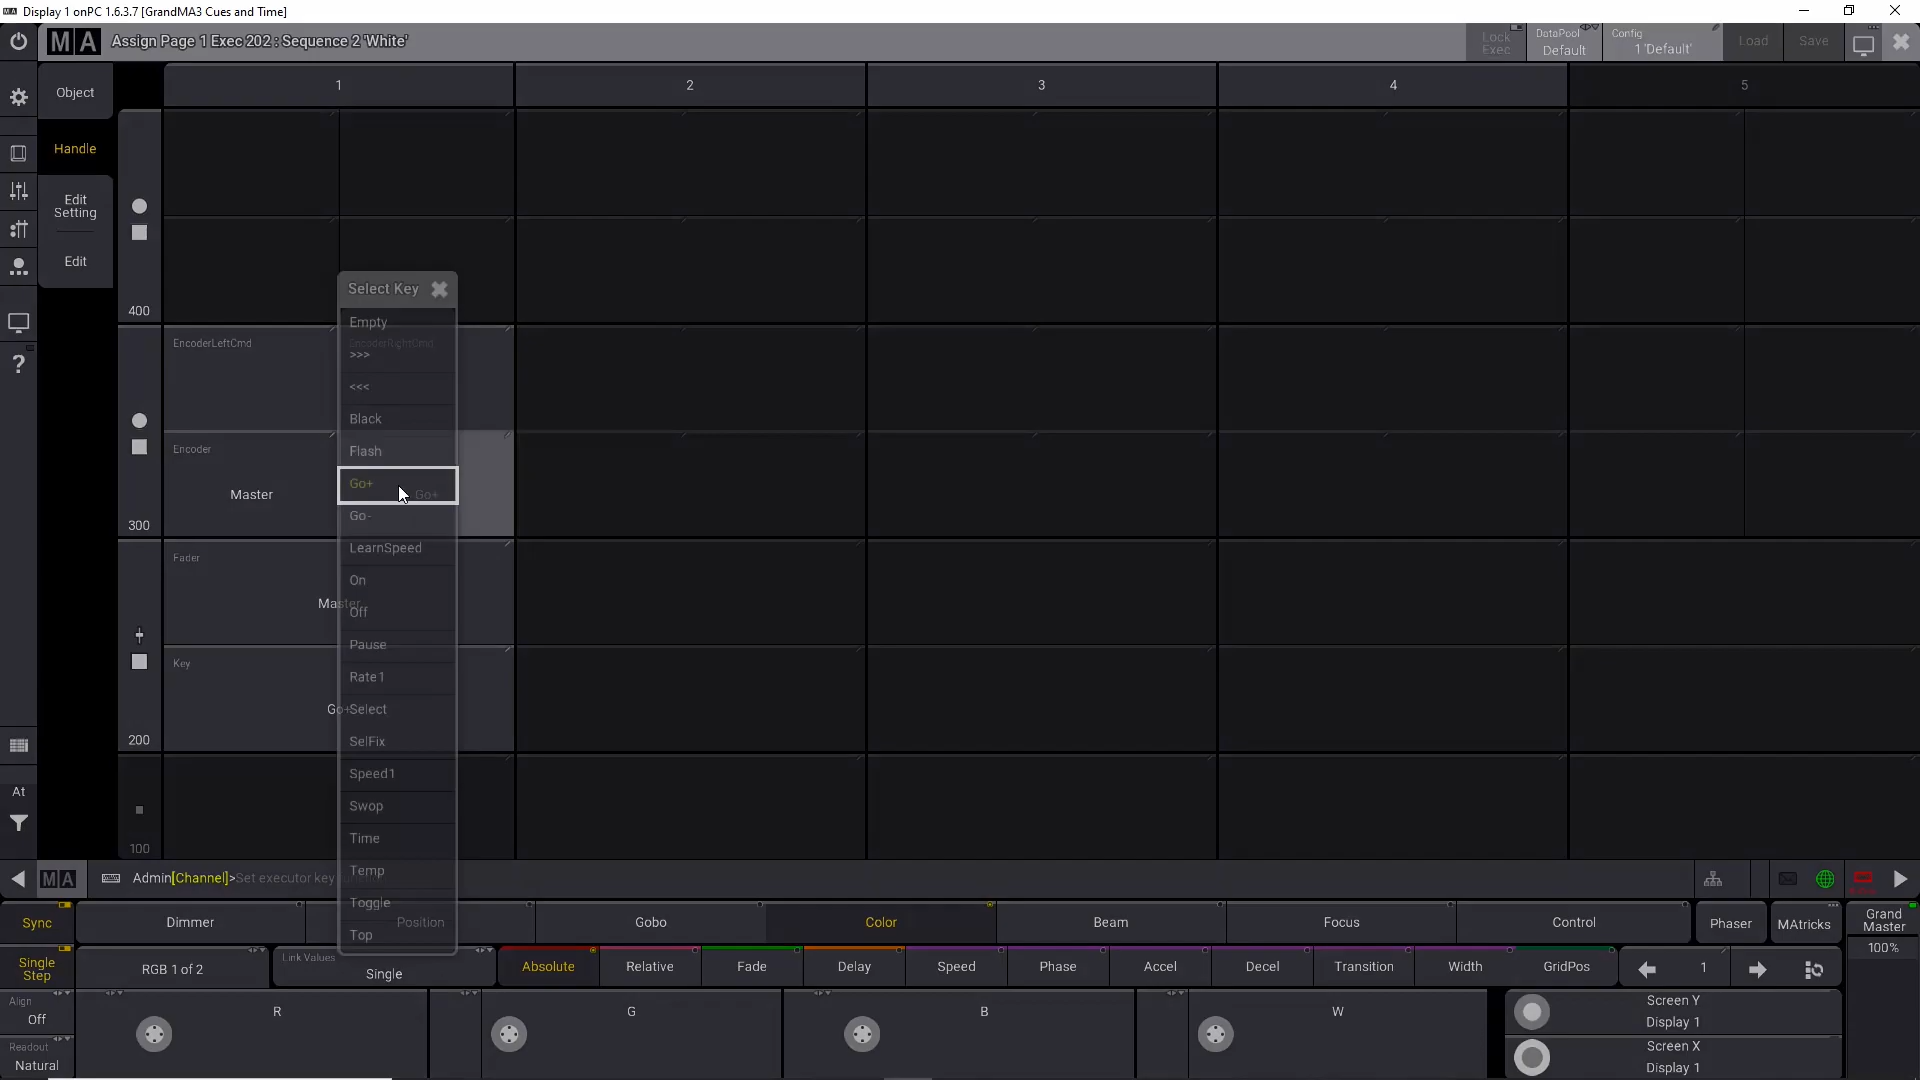 Display 1 onPC 1.6.3.7 [GrandMA3 Cues and Time]
MA Assign Page 1 Exec 202 : Sequence 2 'White'
Lock Exec
DataPool
Default
Config
1 'Default'
Load
Save
Object
Handle
Edit Setting
Edit
1
2
3
4
5
400
Select Key
Empty
>>>
<<<
Black
Flash
Go+
Go-
LearnSpeed
On
Off
Pause
Rate1
Select
SelFix
Speed1
Swop
Time
Temp
Toggle
Top
EncoderLeftCmd
EncoderRightCmd
Encoder
Master
Go+
300
Fader
Master
Key
Go+
200
100
?
At
MA
Admin[Channel]>Set executor key
Sync
Dimmer
Position
Gobo
Color
Beam
Focus
Control
Phaser
MAtricks
Grand Master
100%
Single Step
RGB 1 of 2
Link Values
Single
Absolute
Relative
Fade
Delay
Speed
Phase
Accel
Decel
Transition
Width
GridPos
1
Align
Off
R
G
B
W
Screen Y
Display 1
Readout
Natural
Screen X
Display 1